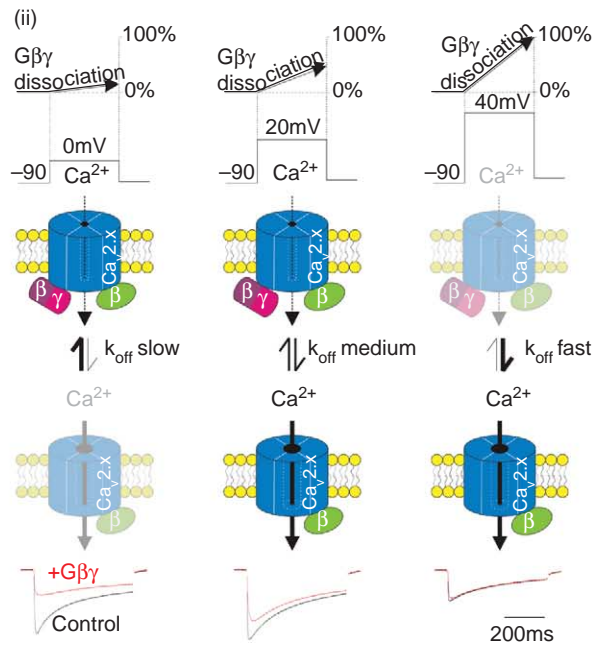 (ii)
100%
Gβγ
dissociation
0%
0mV
–90
Ca2+
Cav2.x
β γ
β
koff slow
Ca2+
Cav2.x
β
+Gβγ
Control
100%
Gβγ
dissociation
0%
20mV
–90
Ca2+
Cav2.x
β γ
β
koff medium
Ca2+
Cav2.x
β
100%
Gβγ
dissociation
0%
40mV
–90
Ca2+
Cav2.x
β γ
β
koff fast
Ca2+
Cav2.x
β
200ms